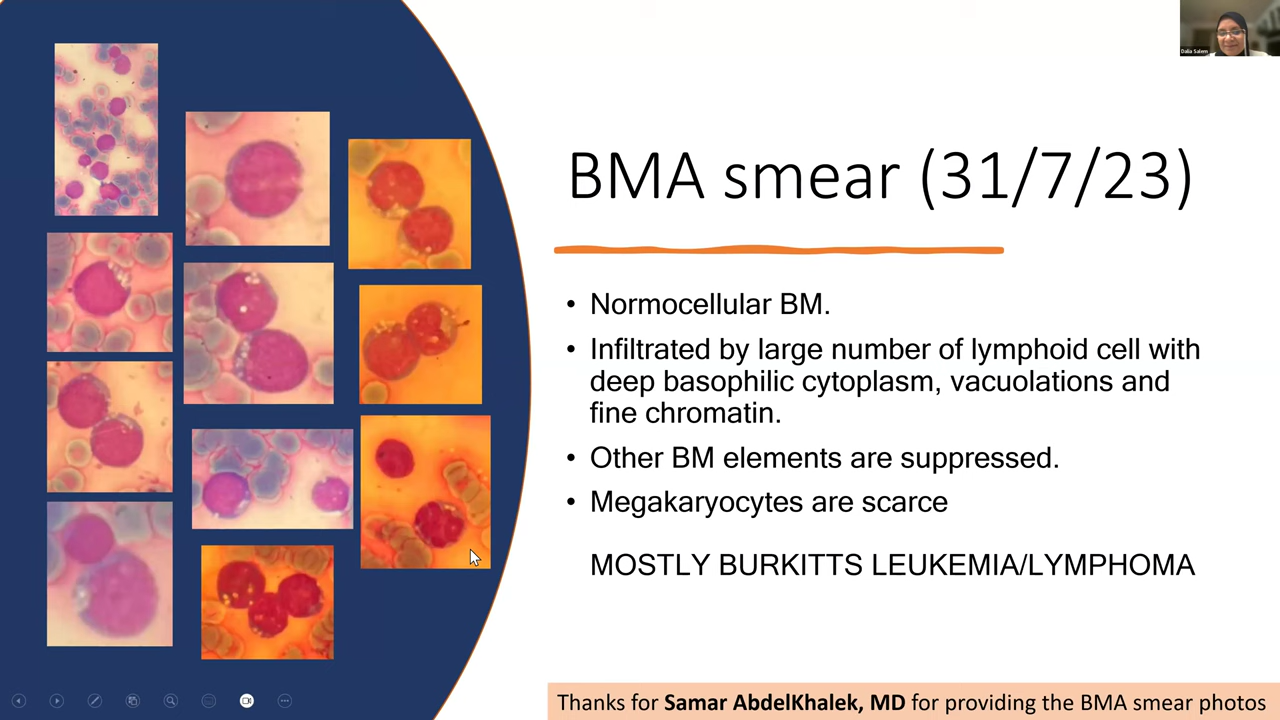 Dalia Salem
BMA smear (31/7/23)
• Normocellular BM.
• Infiltrated by large number of lymphoid cell with
deep basophilic cytoplasm, vacuolations and
fine chromatin.
• Other BM elements are suppressed.
• Megakaryocytes are scarce
MOSTLY BURKITTS LEUKEMIA/LYMPHOMA
Thanks for Samar AbdelKhalek, MD for providing the BMA smear photos